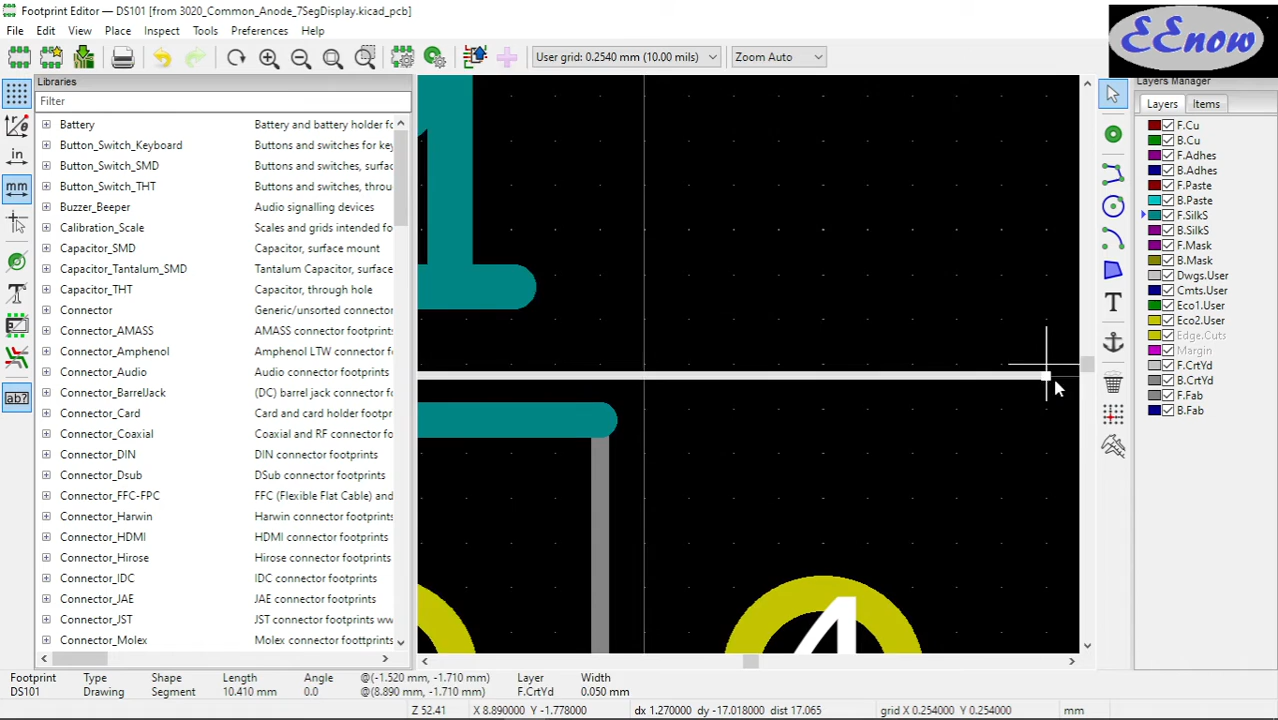 Footprint Editor — DS101 [from 3020_Common_Anode_7SegDisplay.kicad_pcb]
File Edit View Place Inspect Tools Preferences Help
User grid: 0.2540 mm (10.00 mils) Zoom Auto
EEnow
Libraries
Filter
Battery Battery and battery holder fo
Button_Switch_Keyboard Buttons and switches for key
Button_Switch_SMD Buttons and switches, surfac
Button_Switch_THT Buttons and switches, throu
Buzzer_Beeper Audio signalling devices
Calibration_Scale Scales and grids intended fo
Capacitor_SMD Capacitor, surface mount
Capacitor_Tantalum_SMD Tantalum Capacitor, surface
Capacitor_THT Capacitor, through hole
Connector Generic/unsorted connector
Connector_AMASS AMASS connector footprints
Connector_Amphenol Amphenol LTW connector fo
Connector_Audio Audio connector footprints
Connector_BarrelJack (DC) barrel jack connector fo
Connector_Card Card and card holder footpr
Connector_Coaxial Coaxial and RF connector fo
Connector_DIN DIN connector footprints
Connector_Dsub DSub connector footprints
Connector_FFC-FPC FFC (Flexible Flat Cable) and
Connector_Harwin Harwin connector footprints
Connector_HDMI HDMI connector footprints
Connector_Hirose Hirose connector footprints
Connector_IDC IDC connector footprints
Connector_JAE JAE connector footprints
Connector_JST JST connector footprints ww
Connector_Molex Molex connector foottprints
in
mm
ab?
4
T
Layers Manager
Layers Items
F.Cu
B.Cu
F.Adhes
B.Adhes
F.Paste
B.Paste
F.SilkS
B.SilkS
F.Mask
B.Mask
Dwgs.User
Cmts.User
Eco1.User
Eco2.User
Edge.Cuts
Margin
F.CrtYd
B.CrtYd
F.Fab
B.Fab
Footprint Type Shape Length Angle @(-1.520 mm, -1.710 mm) Layer Width
DS101 Drawing Segment 10.410 mm 0.0 @(8.890 mm, -1.710 mm) F.CrtYd 0.050 mm
Z 52.41 X 8.890000 Y -1.778000 dx 1.270000 dy -17.018000 dist 17.065 grid X 0.254000 Y 0.254000 mm